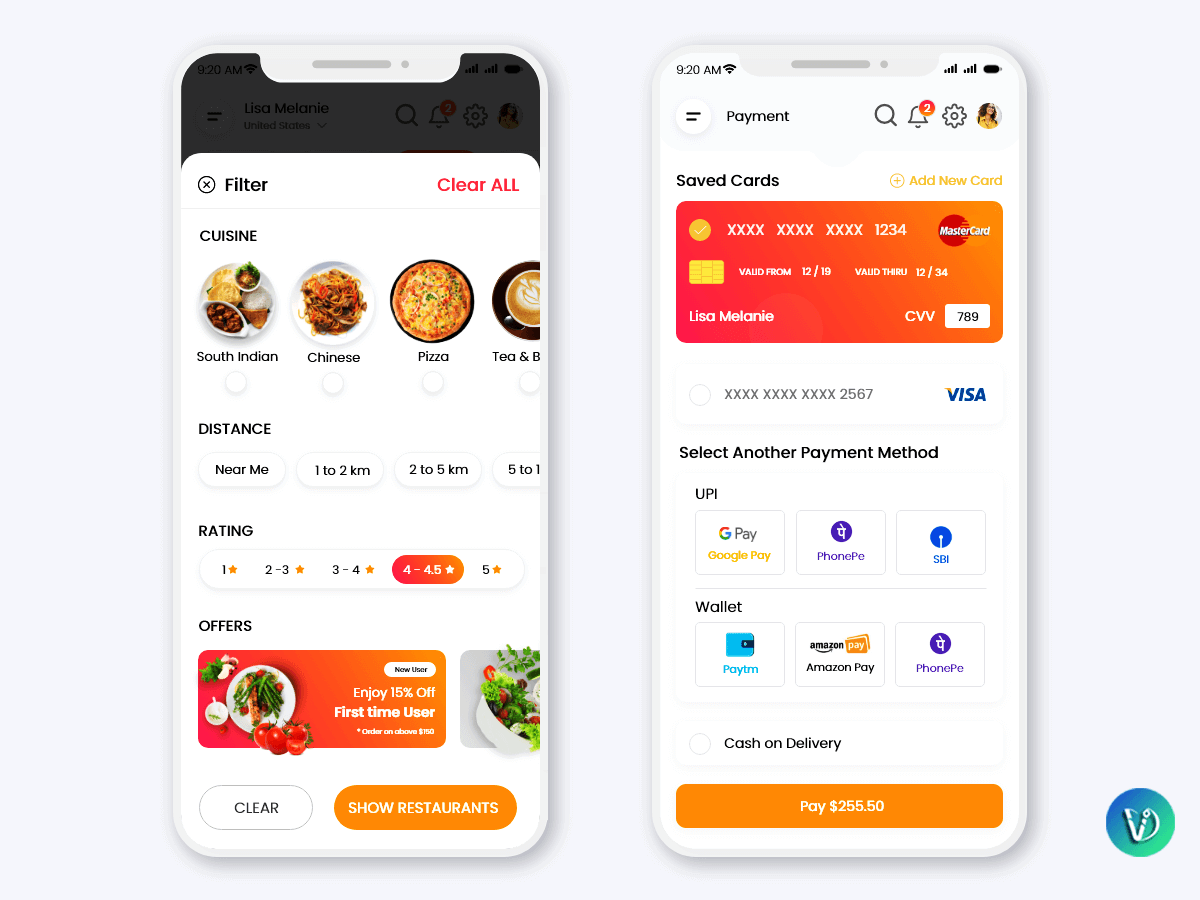 9:20 AM
Lisa Melanie
2
United States
Filter
Clear ALL
CUISINE
South Indian
Chinese
Pizza
Tea & B
DISTANCE
Near Me
1 to 2 km
2 to 5 km
5 to 1
RATING
1
2 -3
3 - 4
4 - 4.5
5
OFFERS
New User
Enjoy 15% Off
First time User
* Order on above $150
CLEAR
SHOW RESTAURANTS
9:20 AM
Payment
2
Saved Cards
Add New Card
XXXX XXXX XXXX 1234
MasterCard
VALID FROM 12 / 19 VALID THRU 12 / 34
Lisa Melanie
CVV 789
XXXX XXXX XXXX 2567
VISA
Select Another Payment Method
UPI
G Pay
Google Pay
पे
PhonePe
SBI
Wallet
Paytm
amazon pay
Amazon Pay
पे
PhonePe
Cash on Delivery
Pay $255.50